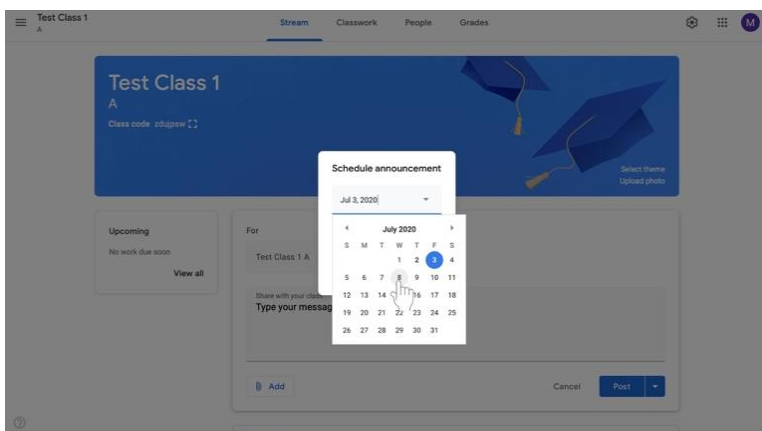 Test Class 1
A
Stream Classwork People Grades
M
Test Class 1
A
Class code zdujpsw
Select theme
Upload photo
Schedule announcement
Jul 3, 2020
July 2020
S M T W T F S
1 2 3 4
5 6 7 8 9 10 11
12 13 14 16 17 18
19 20 21 22 23 24 25
26 27 28 29 30 31
Upcoming
No work due soon
View all
For
Test Class 1 A
Share with your class
Type your messag
Add
Cancel
Post